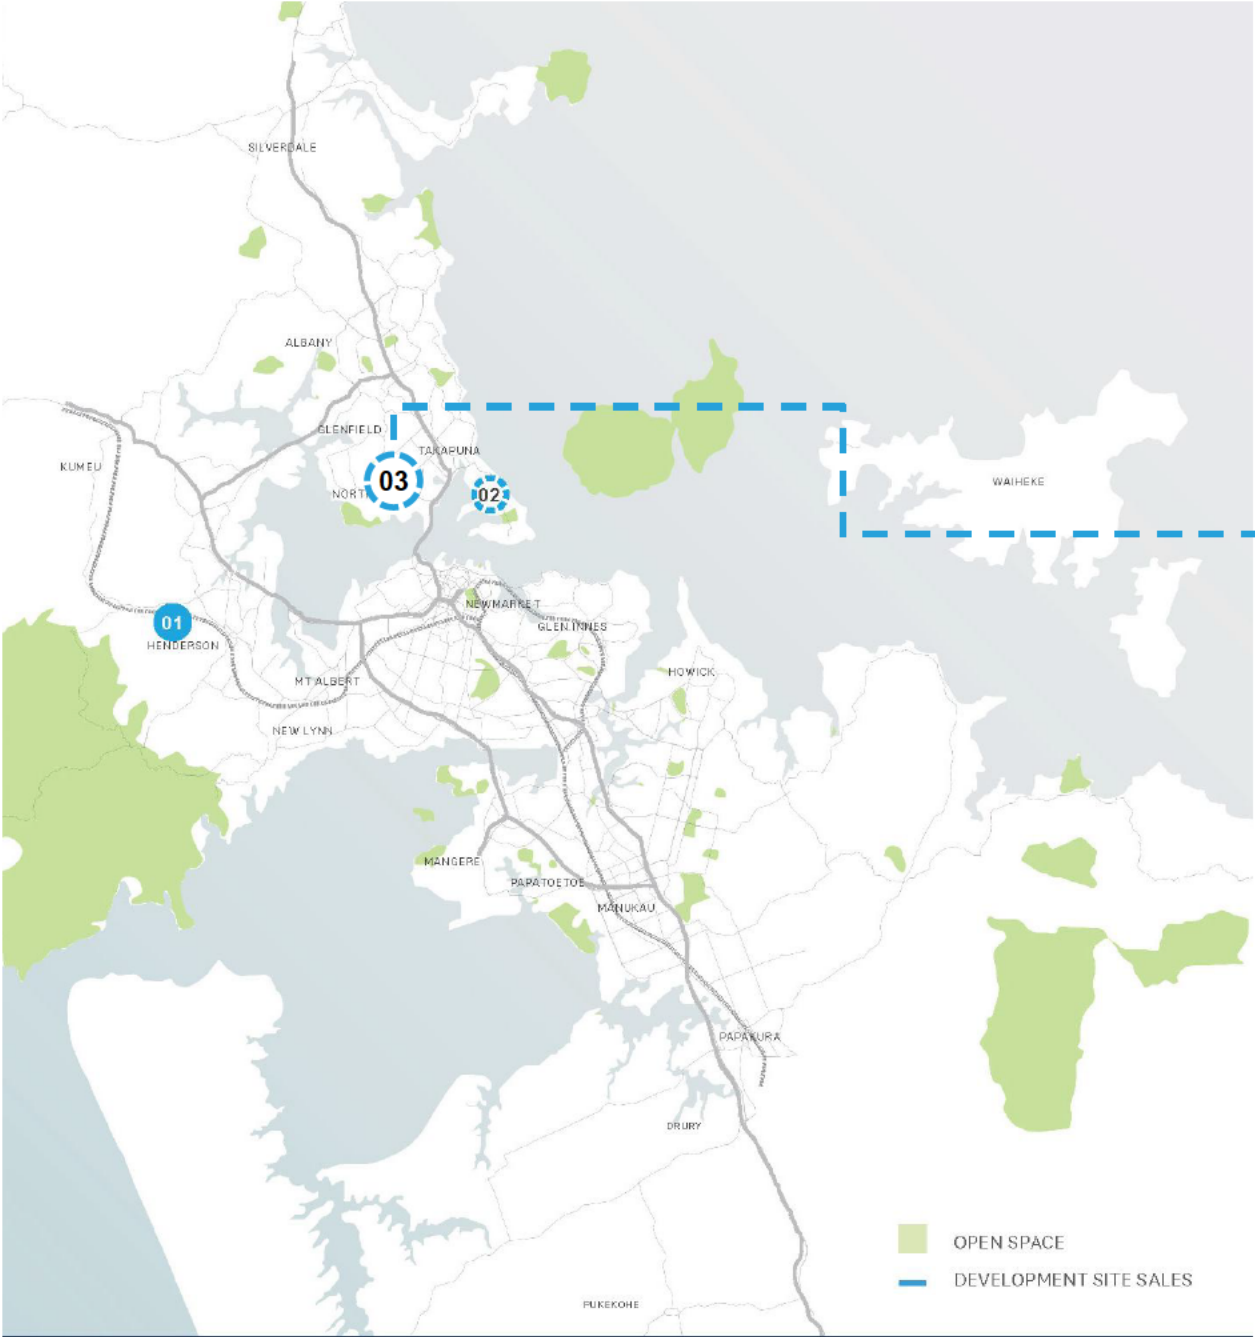 SILVERDALE
ALBANY
GLENFIELD
TAKAPUNA
KUMEU
03
NORT
02
WAIHEKE
NEWMARKET
01
GLEN INNES
HENDERSON
HOWICK
MT ALBERT
NEW LYNN
MANGERE
PAPATOETOE
MANUKAU
PAPAKURA
DRURY
OPEN SPACE
DEVELOPMENT SITE SALES
PUKEKOHE